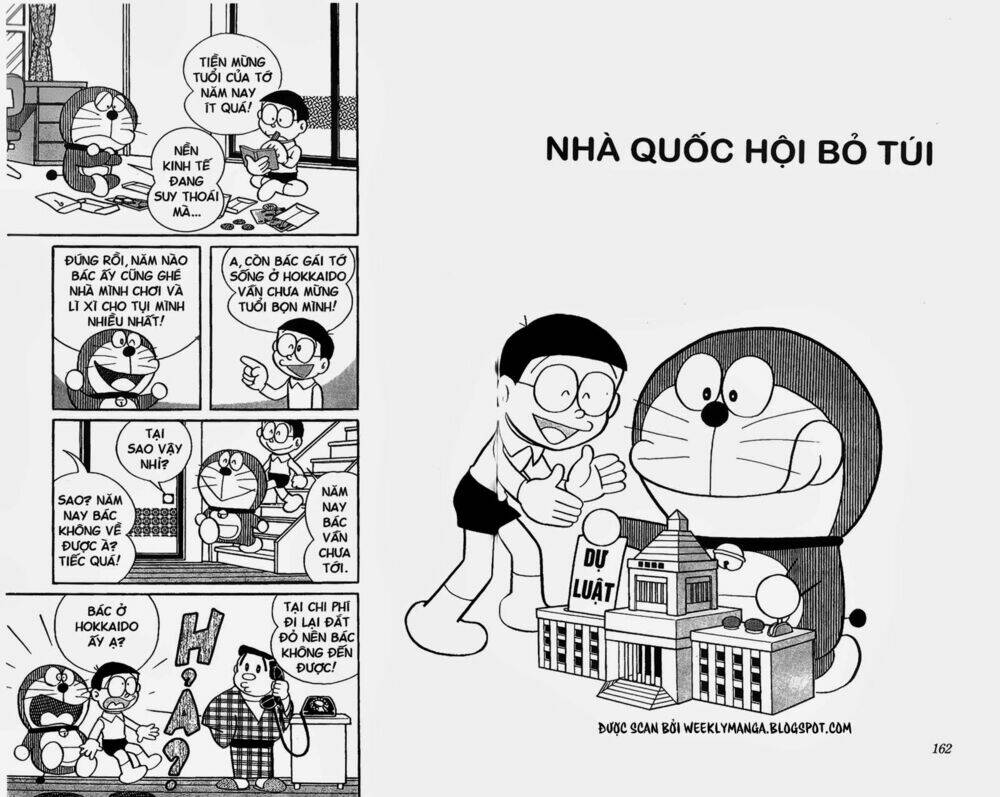 NHÀ QUỐC HỘI BỎ TÚI
DỰ
LUẬT
ĐƯỢC SCAN BỞI WEEKLYMANGA.BLOGSPOT.COM
162
TIỀN MỪNG
TUỔI CỦA TỚ
NĂM NAY
ÍT QUÁ!
NỀN
KINH TẾ
ĐANG
SUY THOÁI
MÀ...
A, CÒN BÁC GÁI TỚ
SỐNG Ở HOKKAIDO
VẪN CHƯA MỪNG
TUỔI BỌN MÌNH!
ĐÚNG RỒI, NĂM NÀO
BÁC ẤY CŨNG GHÉ
NHÀ MÌNH CHƠI VÀ
LÌ XÌ CHO TỤI MÌNH
NHIỀU NHẤT!
NĂM
NAY
BÁC
VẪN
CHƯA
TỚI.
TẠI
SAO VẬY
NHỈ?
SAO? NĂM
NAY BÁC
KHÔNG VỀ
ĐƯỢC À?
TIẾC QUÁ!
TẠI CHI PHÍ
ĐI LẠI ĐẮT
ĐỎ NÊN BÁC
KHÔNG ĐẾN
ĐƯỢC!
BÁC Ở
HOKKAIDO
ẤY Ạ?